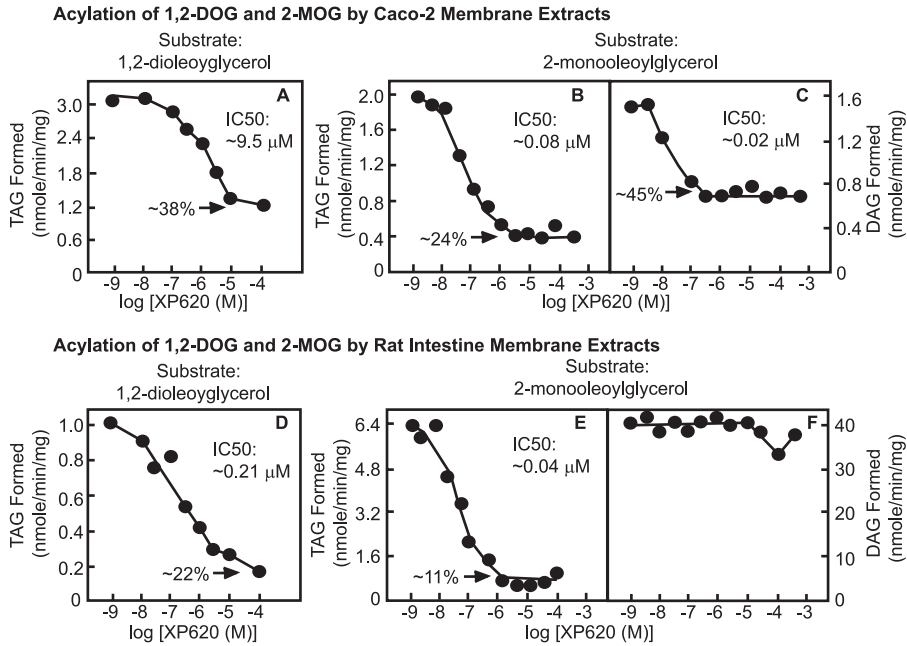 Acylation of 1,2-DOG and 2-MOG by Caco-2 Membrane Extracts
Substrate:
1,2-dioleoyglycerol
Substrate:
2-monooleoylglycerol
TAG Formed
(nmole/min/mg)
3.0
2.4
1.8
1.2
0.6
0
A
IC50:
~9.5 μM
~38%
-9 -8 -7 -6 -5 -4
log [XP620 (M)]
TAG Formed
(nmole/min/mg)
2.0
1.6
1.2
0.8
0.4
0
B
IC50:
~0.08 μM
~24%
-9 -8 -7 -6 -5 -4 -3
C
IC50:
~0.02 μM
~45%
-9 -8 -7 -6 -5 -4 -3
log [XP620 (M)]
1.6
1.2
0.8
0.4
0
DAG Formed
(nmole/min/mg)
Acylation of 1,2-DOG and 2-MOG by Rat Intestine Membrane Extracts
Substrate:
1,2-dioleoyglycerol
Substrate:
2-monooleoylglycerol
TAG Formed
(nmole/min/mg)
1.0
0.8
0.6
0.4
0.2
D
IC50:
~0.21 μM
~22%
-9 -8 -7 -6 -5 -4
log [XP620 (M)]
TAG Formed
(nmole/min/mg)
6.4
4.8
3.2
1.6
0
E
IC50:
~0.04 μM
~11%
-9 -8 -7 -6 -5 -4 -3
F
-9 -8 -7 -6 -5 -4 -3
log [XP620 (M)]
40
30
20
10
0
DAG Formed
(nmole/min/mg)